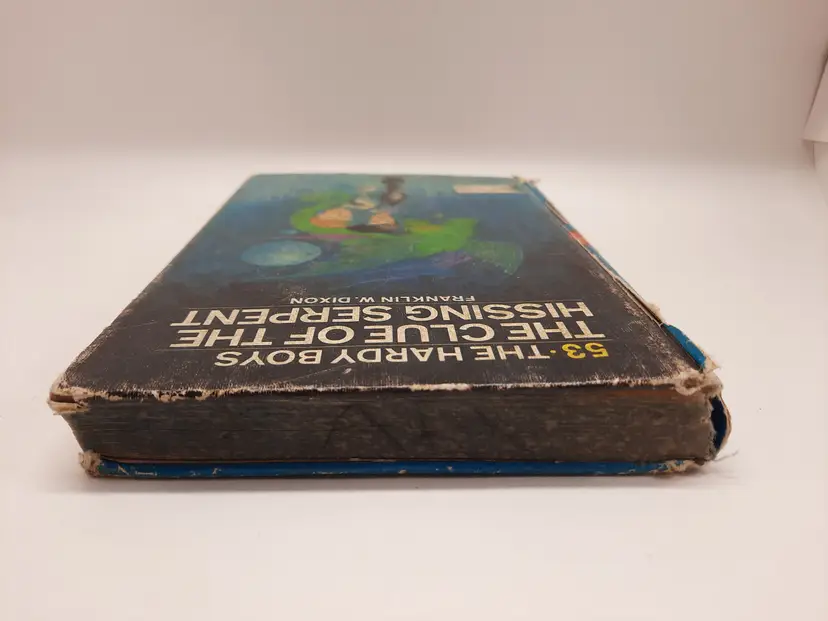 53 · THE HARDY BOYS
THE CLUE OF THE
HISSING SERPENT
FRANKLIN W. DIXON